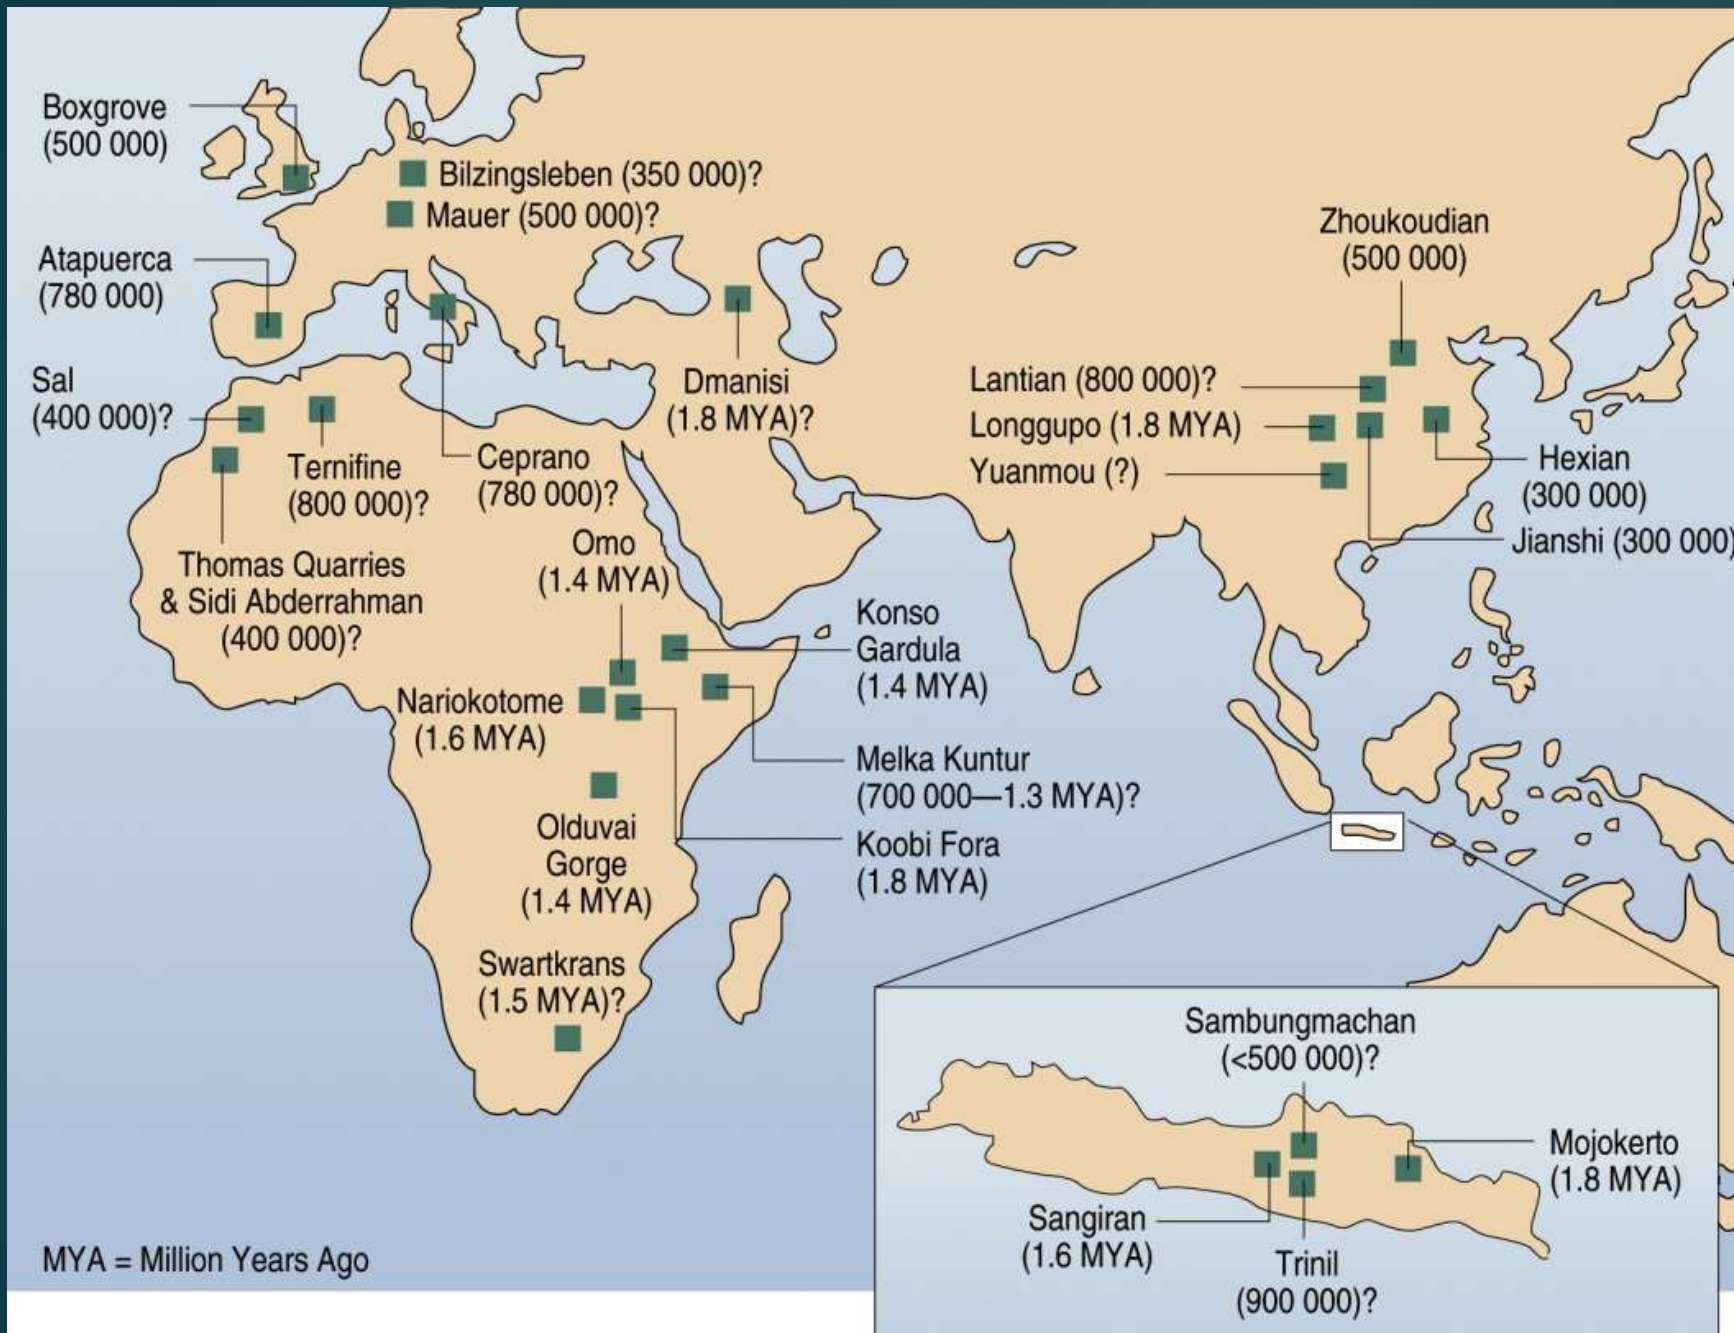 Boxgrove
(500 000)
Bilzingsleben (350 000)?
Mauer (500 000)?
Atapuerca
(780 000)
Sal
(400 000)?
Ternifine
(800 000)?
Ceprano
(780 000)?
Dmanisi
(1.8 MYA)?
Zhoukoudian
(500 000)
Lantian (800 000)?
Longgupo (1.8 MYA)
Yuanmou (?)
Hexian
(300 000)
Jianshi (300 000)
Thomas Quarries
& Sidi Abderrahman
(400 000)?
Omo
(1.4 MYA)
Konso
Gardula
(1.4 MYA)
Nariokotome
(1.6 MYA)
Melka Kuntur
(700 000—1.3 MYA)?
Olduvai
Gorge
(1.4 MYA)
Koobi Fora
(1.8 MYA)
Swartkrans
(1.5 MYA)?
Sambungmachan
(<500 000)?
Mojokerto
(1.8 MYA)
Sangiran
(1.6 MYA)
Trinil
(900 000)?
MYA = Million Years Ago